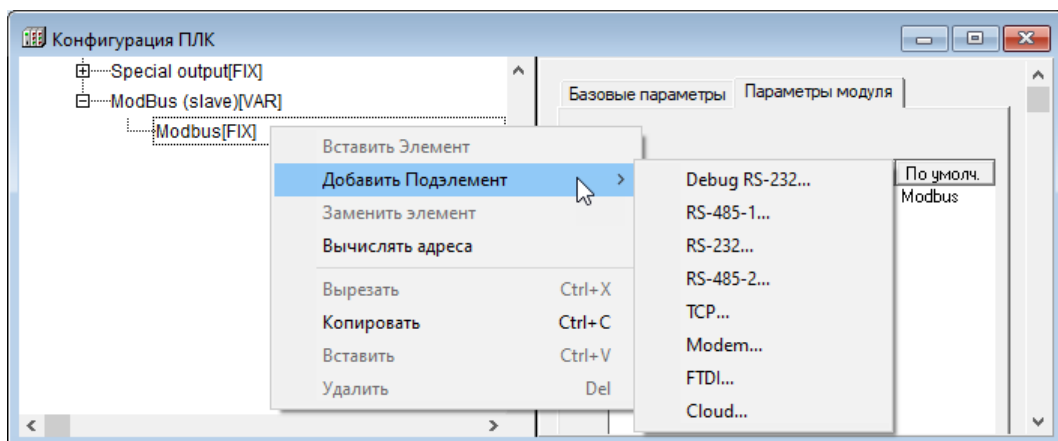 Конфигурация ПЛК
Special output[FIX]
ModBus (slave)[VAR]
Modbus[FIX]
Базовые параметры
Параметры модуля
По умолч.
Modbus
Вставить Элемент
Добавить Подэлемент
Заменить элемент
Вычислять адреса
Вырезать Ctrl+X
Копировать Ctrl+C
Вставить Ctrl+V
Удалить Del
Debug RS-232...
RS-485-1...
RS-232...
RS-485-2...
TCP...
Modem...
FTDI...
Cloud...